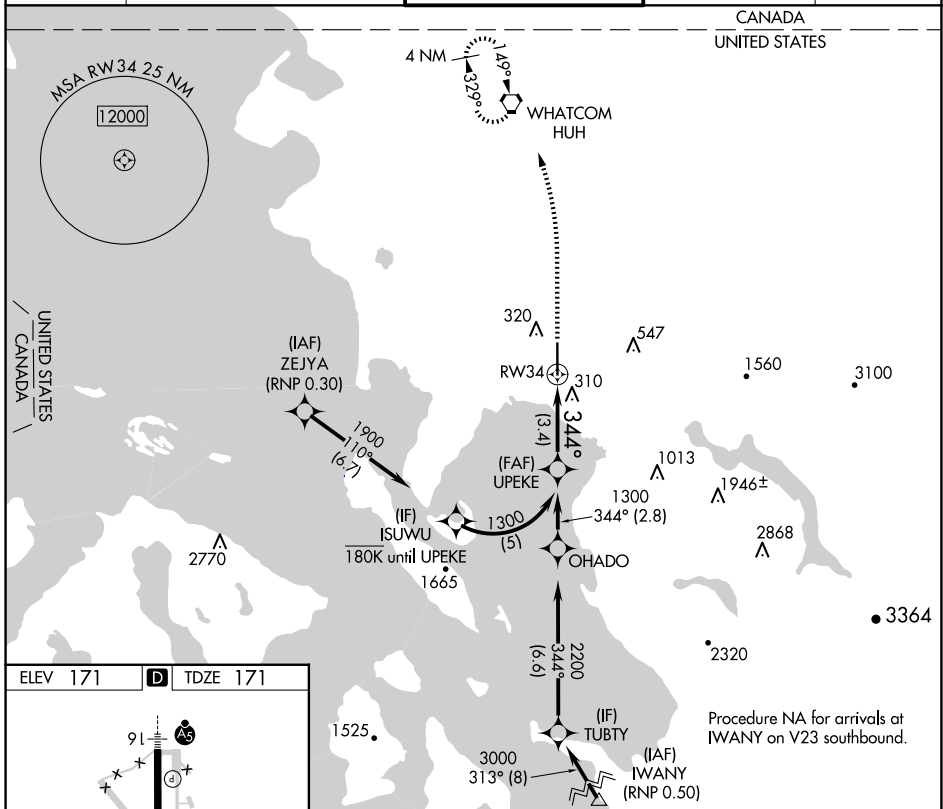 CANADA
UNITED STATES
MSA RW34 25 NM
12000
4 NM
149°
329°
WHATCOM
HUH
UNITED STATES
CANADA
320
547
1560
3100
(IAF)
ZEJYA
(RNP 0.30)
RW34
310
344°
(3.4)
1900
110°
(6.7)
(FAF)
UPEKE
1013
1946±
1300
344° (2.8)
(IF)
ISUWU
180K until UPEKE
1300
(5)
OHADO
2868
2770
1665
3364
2320
2200
344°
(6.6)
ELEV 171
D
TDZE 171
1525
(IF)
TUBTY
Procedure NA for arrivals at
IWANY on V23 southbound.
3000
313° (8)
(IAF)
IWANY
(RNP 0.50)
16
A5
P